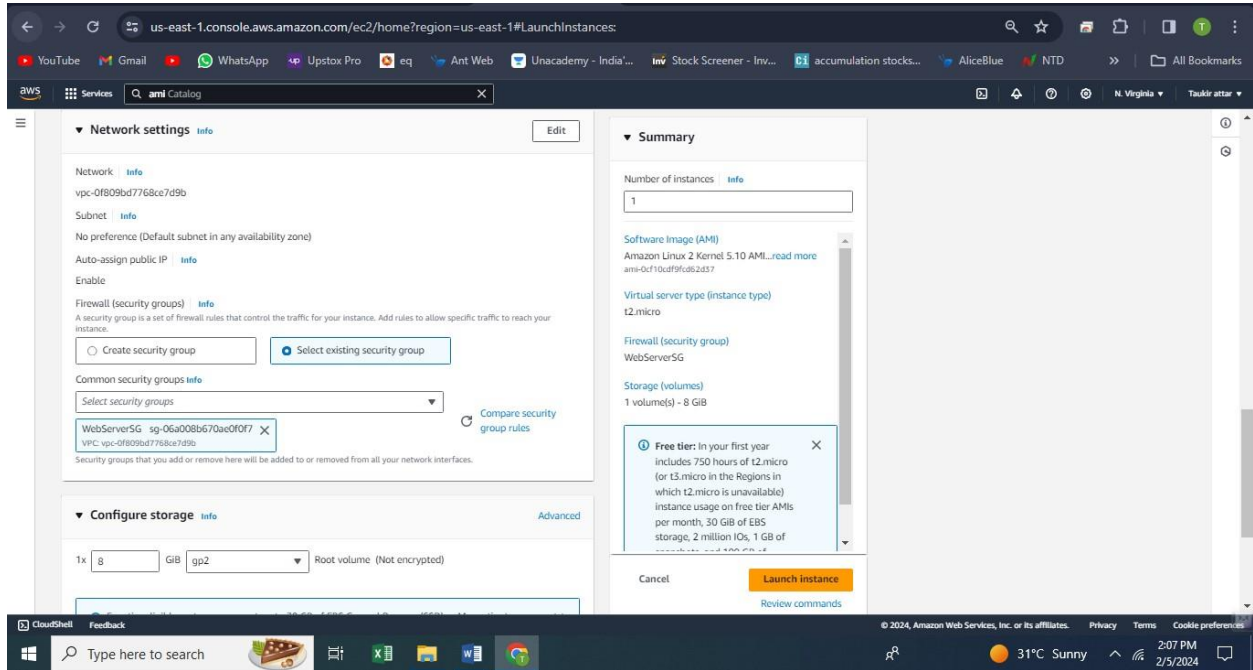 us-east-1.console.aws.amazon.com/ec2/home?region=us-east-1#LaunchInstances:
T
YouTube
Gmail
WhatsApp
up Upstox Pro
eq
Ant Web
Unacademy - India'...
Inv Stock Screener - Inv...
Ci accumulation stocks...
AliceBlue
NTD
»
All Bookmarks
aws
Services
ami Catalog
N. Virginia
Taukir attar
Network settings Info
Edit
Network Info
vpc-0f809bd7768ce7d9b
Subnet Info
No preference (Default subnet in any availability zone)
Auto-assign public IP Info
Enable
Firewall (security groups) Info
A security group is a set of firewall rules that control the traffic for your instance. Add rules to allow specific traffic to reach your
instance.
Create security group
Select existing security group
Common security groups Info
Select security groups
WebServerSG sg-06a008b670ae0f0f7
VPC: vpc-0f809bd7768ce7d9b
Compare security
group rules
Security groups that you add or remove here will be added to or removed from all your network interfaces.
Configure storage Info
Advanced
1x 8 GiB gp2 Root volume (Not encrypted)
Summary
Number of instances Info
1
Software Image (AMI)
Amazon Linux 2 Kernel 5.10 AMI...read more
ami-0cf10cdf9fcd62d37
Virtual server type (instance type)
t2.micro
Firewall (security group)
WebServerSG
Storage (volumes)
1 volume(s) - 8 GiB
Free tier: In your first year
includes 750 hours of t2.micro
(or t3.micro in the Regions in
which t2.micro is unavailable)
instance usage on free tier AMIs
per month, 30 GiB of EBS
storage, 2 million IOs, 1 GB of
Cancel
Launch instance
Review commands
CloudShell
Feedback
© 2024, Amazon Web Services, Inc. or its affiliates.
Privacy
Terms
Cookie preferences
Type here to search
31°C Sunny
2:07 PM
2/5/2024